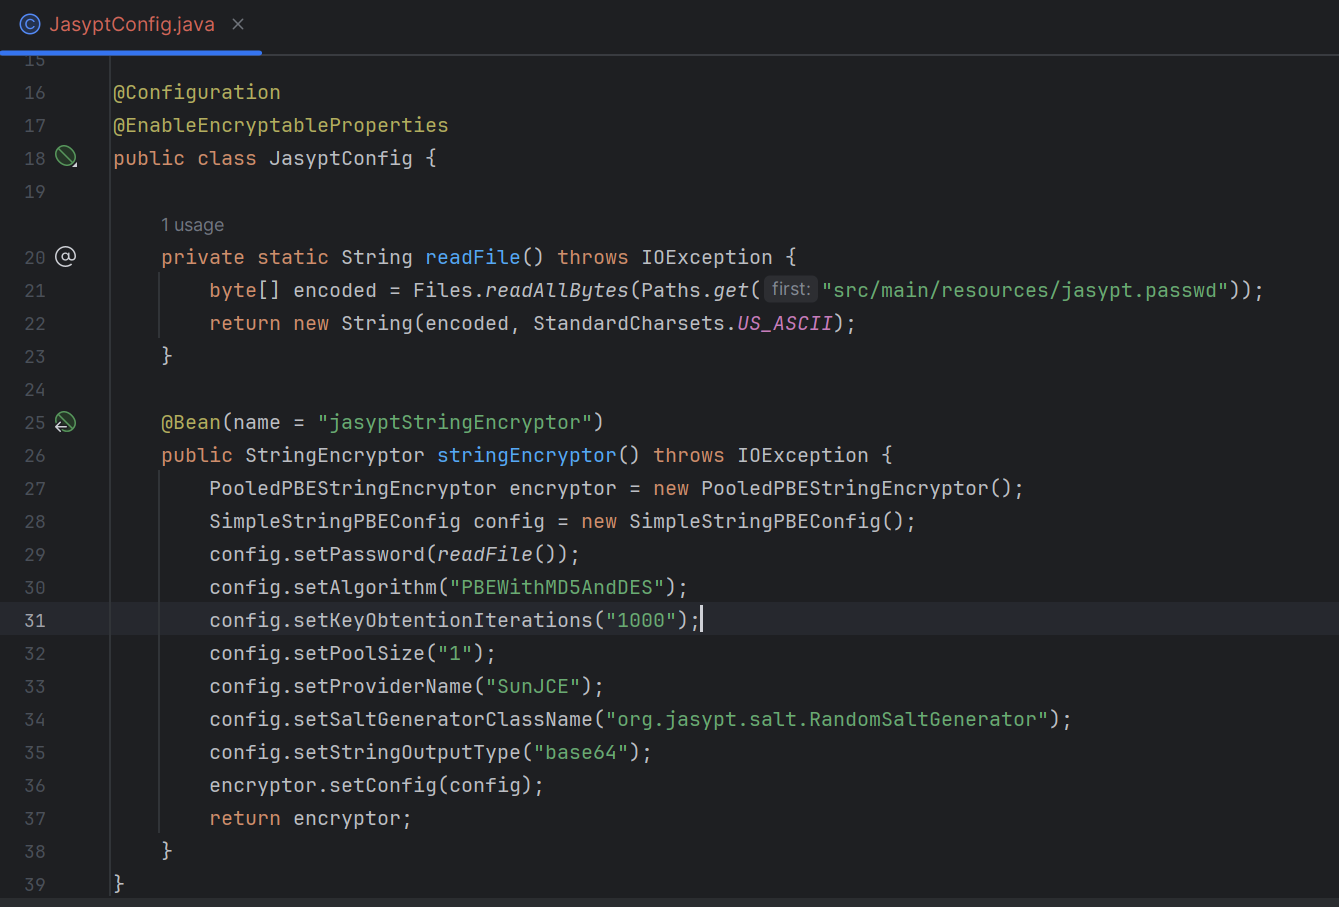 JasyptConfig.java
15
16 @Configuration
17 @EnableEncryptableProperties
18 public class JasyptConfig {
19
1 usage
20 private static String readFile() throws IOException {
21 byte[] encoded = Files.readAllBytes(Paths.get( first: "src/main/resources/jasypt.passwd"));
22 return new String(encoded, StandardCharsets.US_ASCII);
23 }
24
25 @Bean(name = "jasyptStringEncryptor")
26 public StringEncryptor stringEncryptor() throws IOException {
27 PooledPBEStringEncryptor encryptor = new PooledPBEStringEncryptor();
28 SimpleStringPBEConfig config = new SimpleStringPBEConfig();
29 config.setPassword(readFile());
30 config.setAlgorithm("PBEWithMD5AndDES");
31 config.setKeyObtentionIterations("1000");
32 config.setPoolSize("1");
33 config.setProviderName("SunJCE");
34 config.setSaltGeneratorClassName("org.jasypt.salt.RandomSaltGenerator");
35 config.setStringOutputType("base64");
36 encryptor.setConfig(config);
37 return encryptor;
38 }
39 }